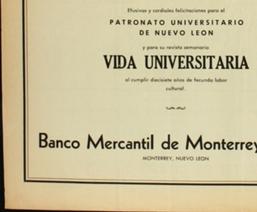 Efusivas y cordiales felicitaciones para el
PATRONATO UNIVERSITARIO
DE NUEVO LEON
y para su revista semanaria
VIDA UNIVERSITARIA
al cumplir diecisiete años de fecunda labor
cultural.
Banco Mercantil de Monterrey
MONTERREY, NUEVO LEON